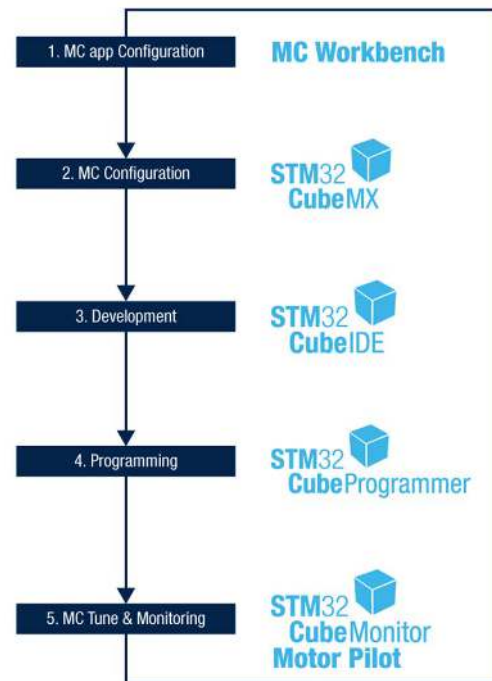 1. MC app Configuration
MC Workbench
2. MC Configuration
STM32
CubeMX
3. Development
STM32
CubeIDE
4. Programming
STM32
CubeProgrammer
5. MC Tune & Monitoring
STM32
CubeMonitor
Motor Pilot